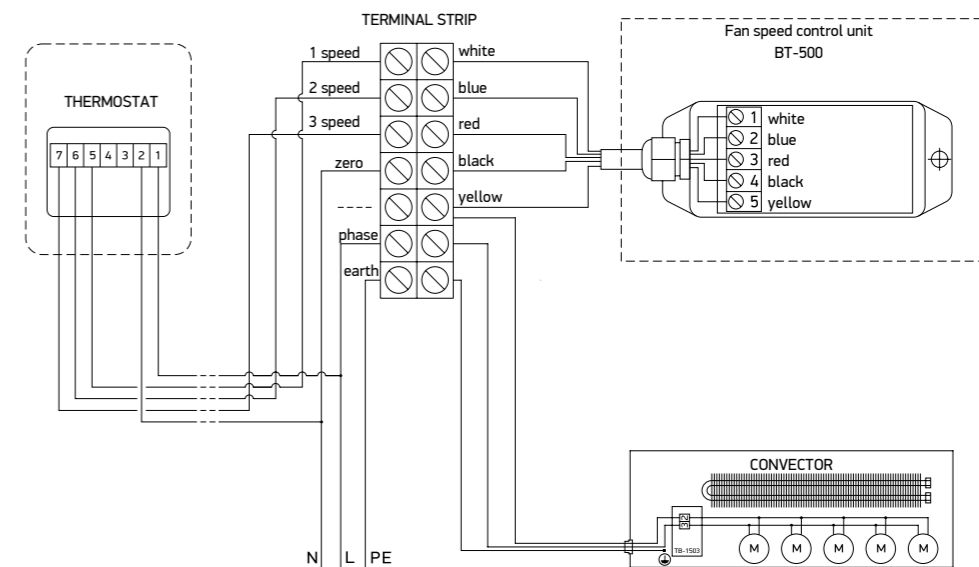 TERMINAL STRIP
Fan speed control unit
BT-500
THERMOSTAT
7 6 5 4 3 2 1
1 speed
2 speed
3 speed
zero
----
phase
earth
white
blue
red
black
yellow
1 white
2 blue
3 red
4 black
5 yellow
CONVECTOR
3 2
TB-1503
M M M M M
N L PE